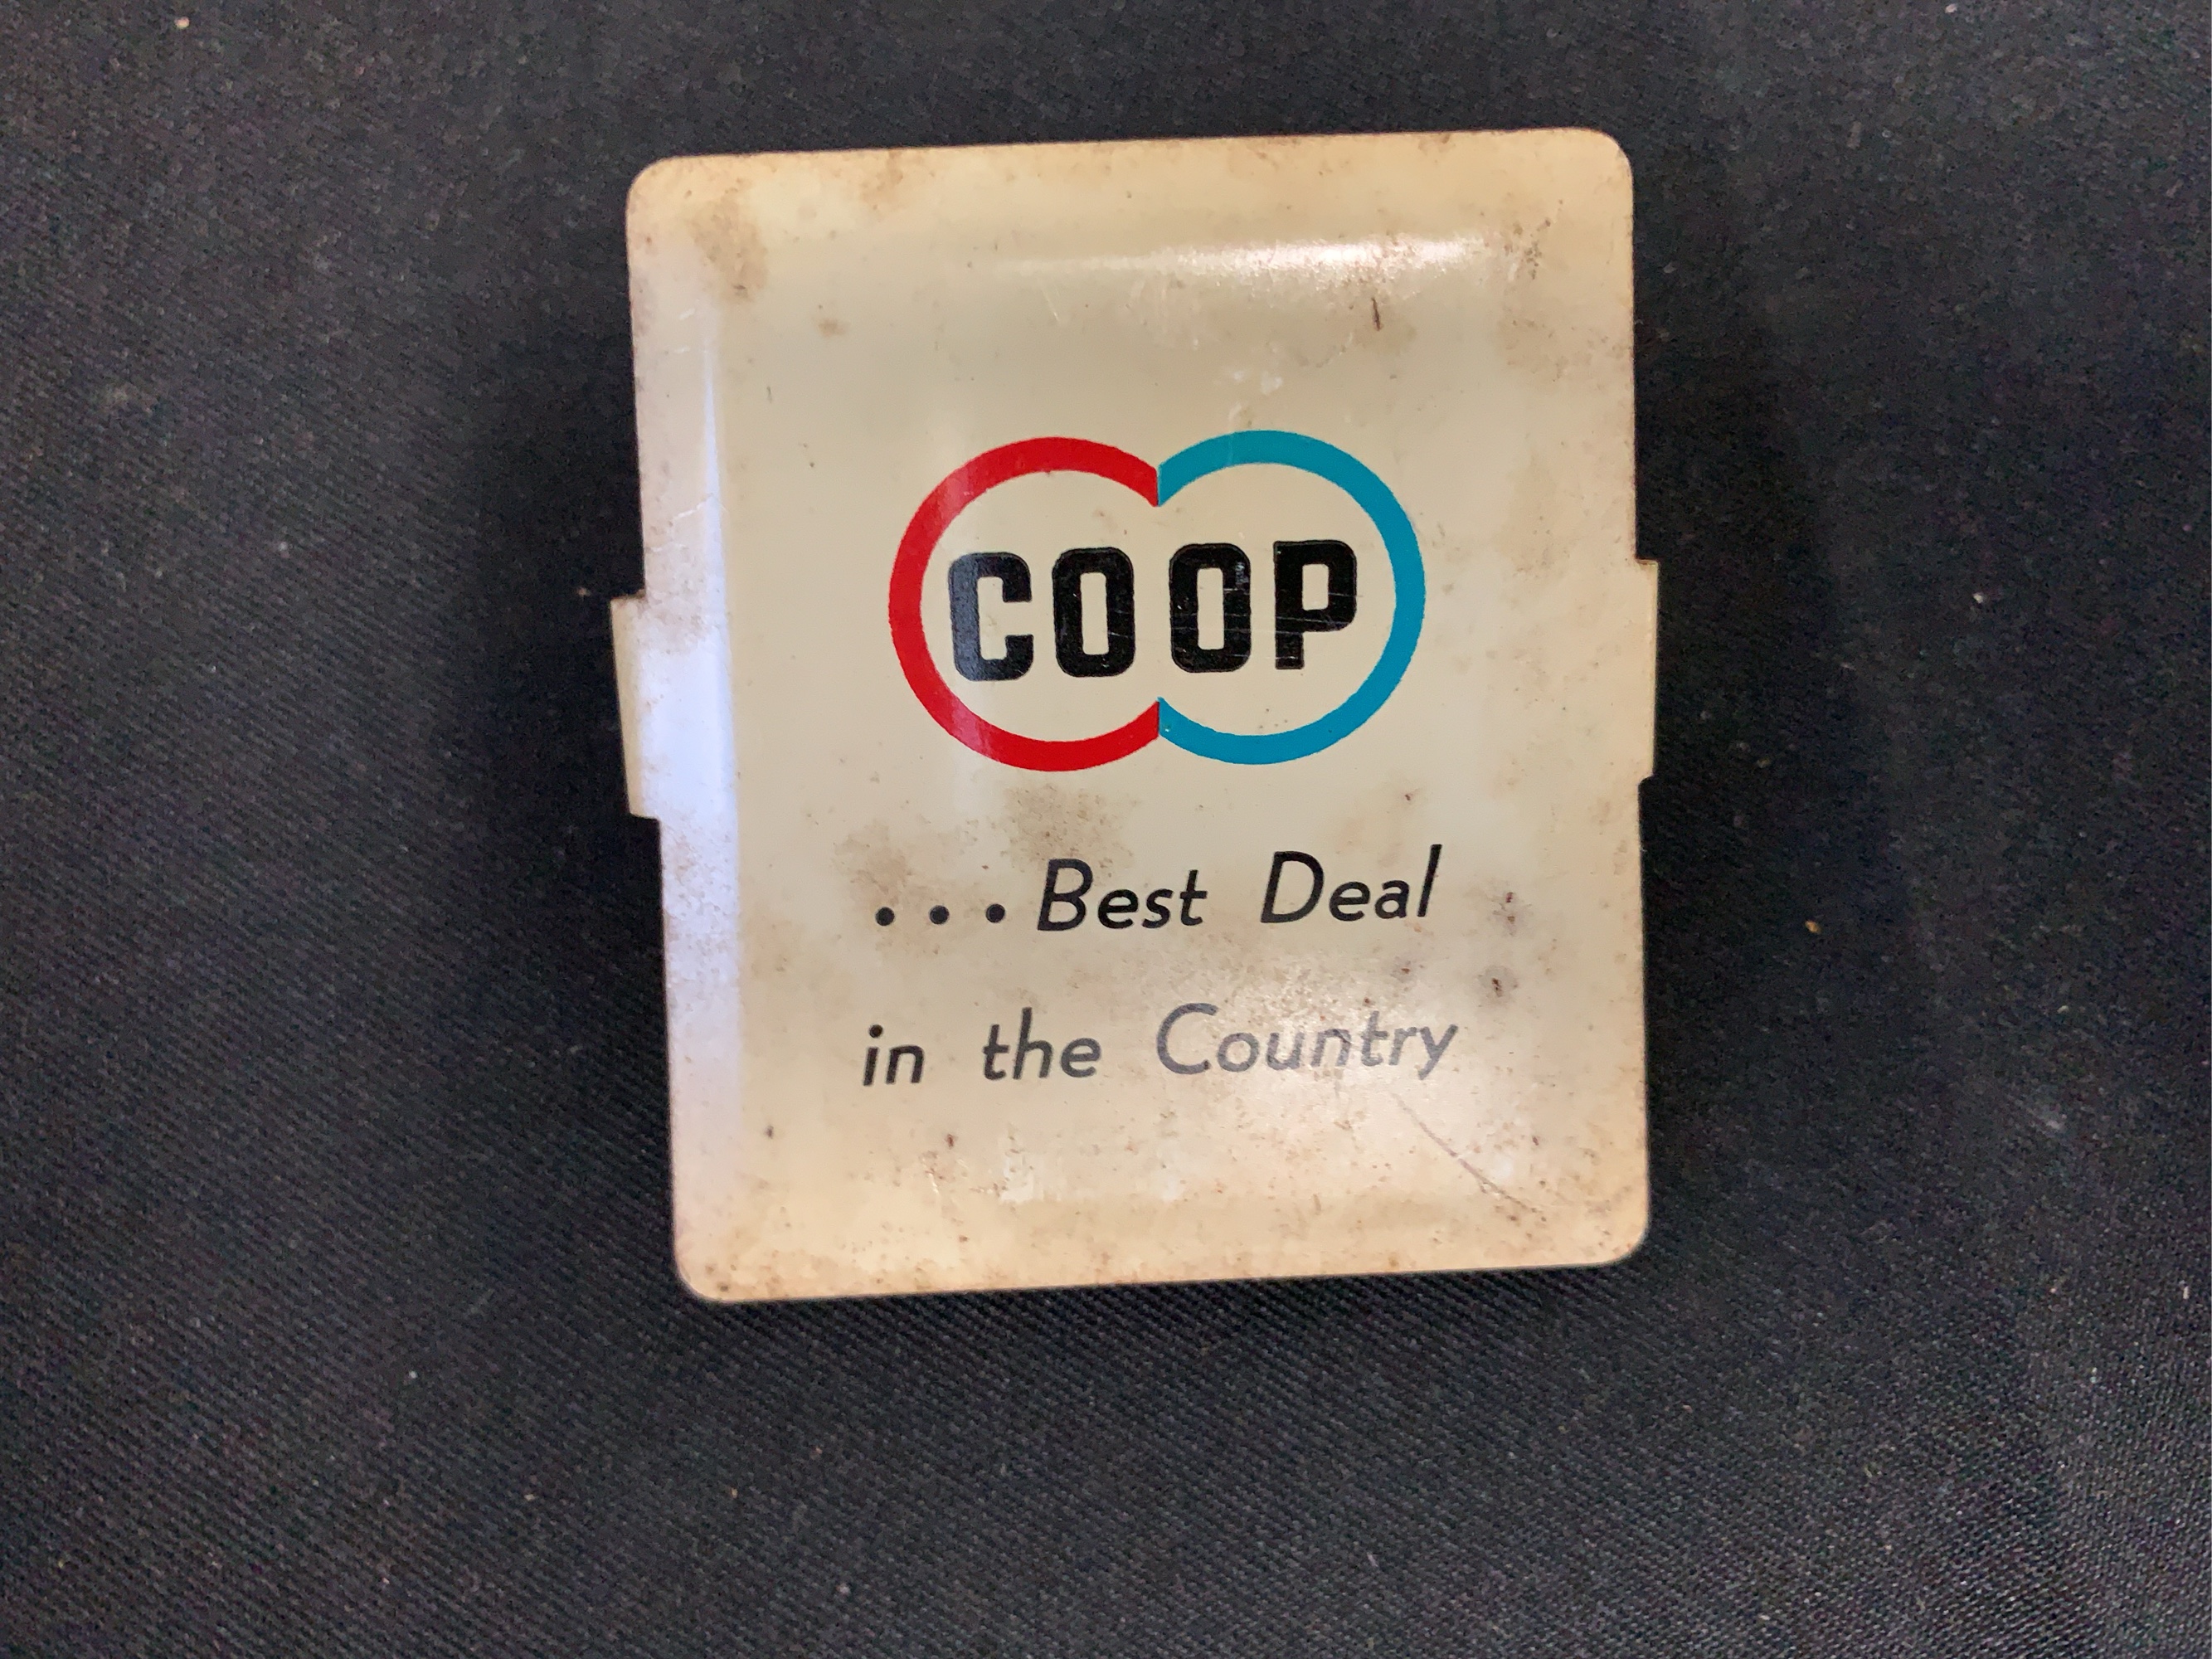 COOP
...Best Deal
in the Country